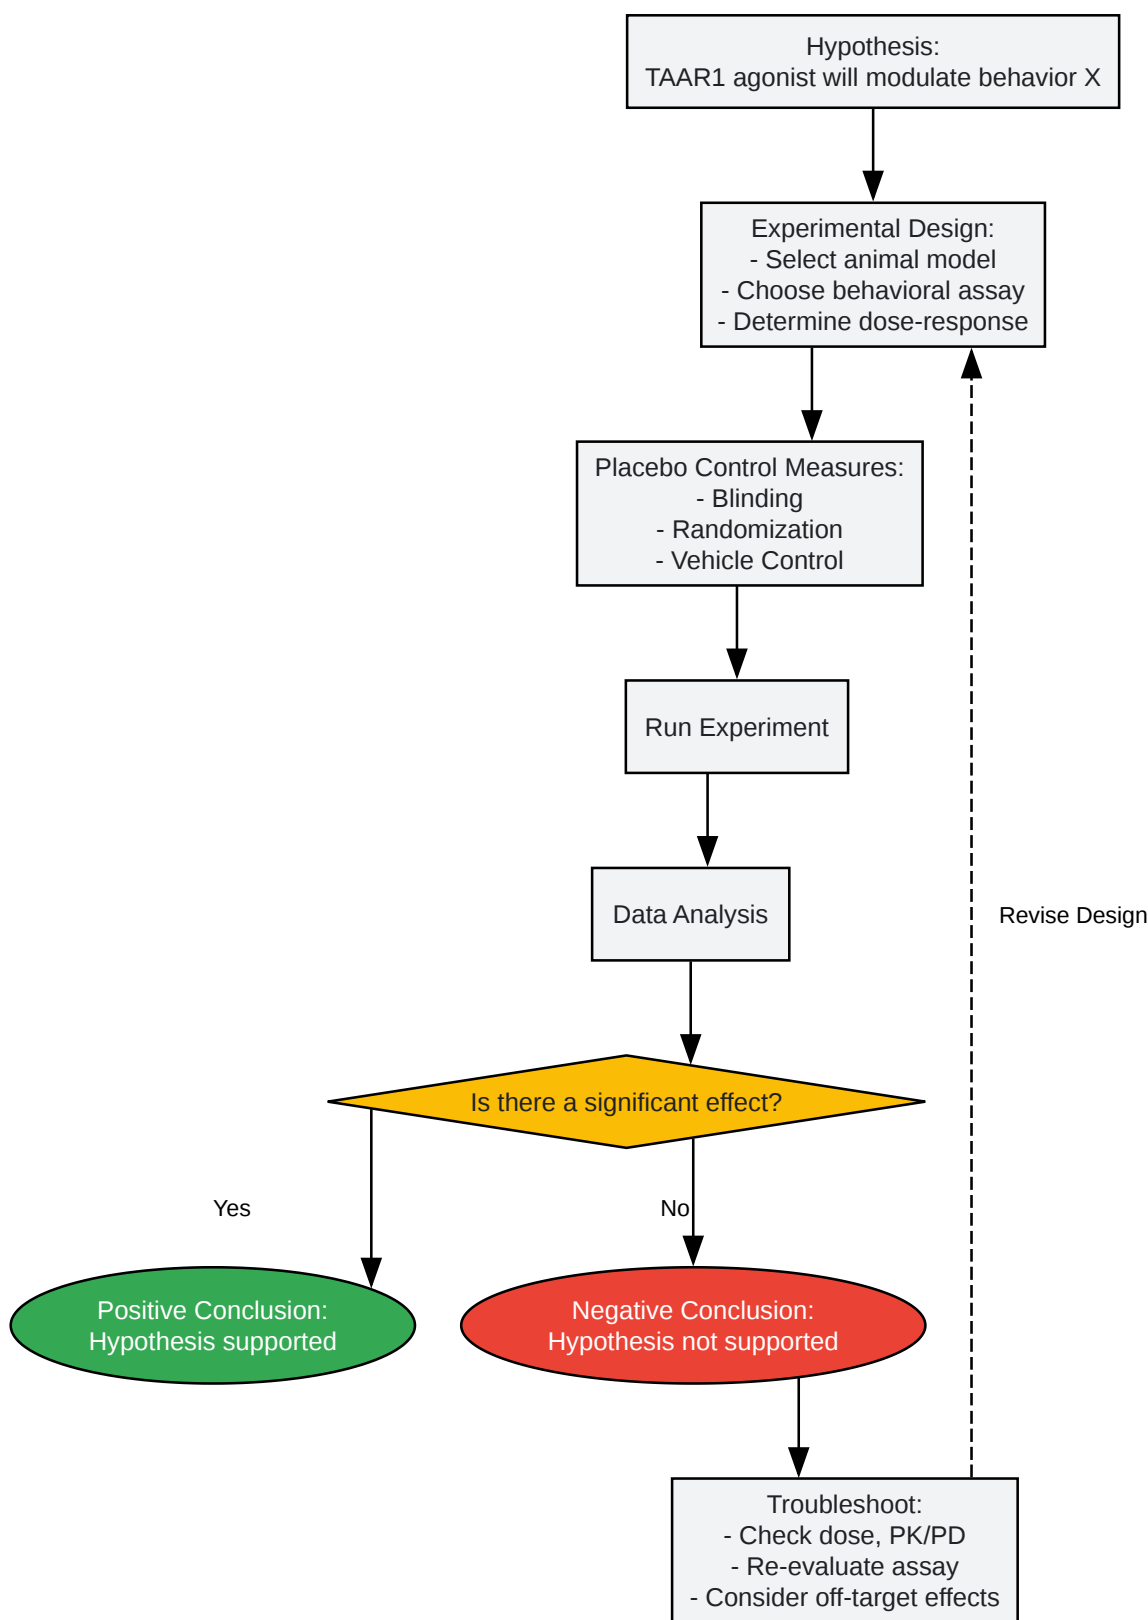 Hypothesis:
TAAR1 agonist will modulate behavior X
Experimental Design:
- Select animal model
- Choose behavioral assay
- Determine dose-response
Placebo Control Measures:
- Blinding
- Randomization
- Vehicle Control
Run Experiment
Data Analysis
Revise Design
Is there a significant effect?
Yes
No
Positive Conclusion:
Hypothesis supported
Negative Conclusion:
Hypothesis not supported
Troubleshoot:
- Check dose, PK/PD
- Re-evaluate assay
- Consider off-target effects